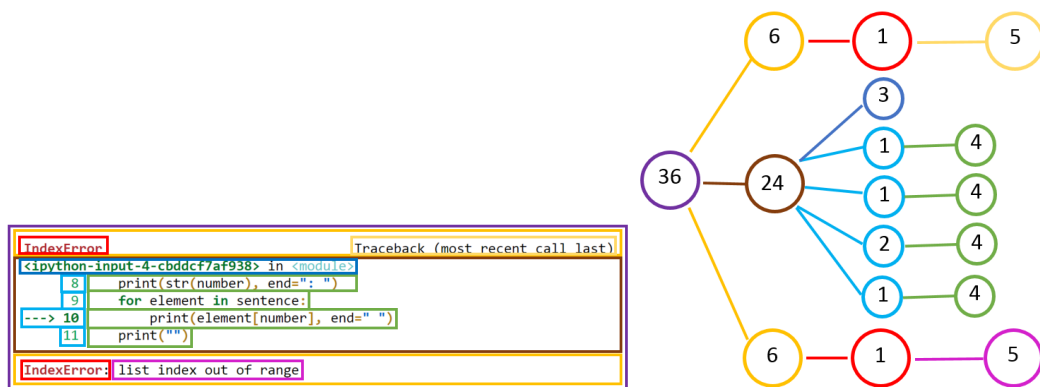 IndexError Traceback (most recent call last)
<ipython-input-4-cbddcf7af938> in <module>
8 print(str(number), end=": ")
9 for element in sentence:
---> 10 print(element[number], end=" ")
11 print("")
IndexError: list index out of range
6 1 5
3
1 4
36 24 1 4
2 4
1 4
6 1 5